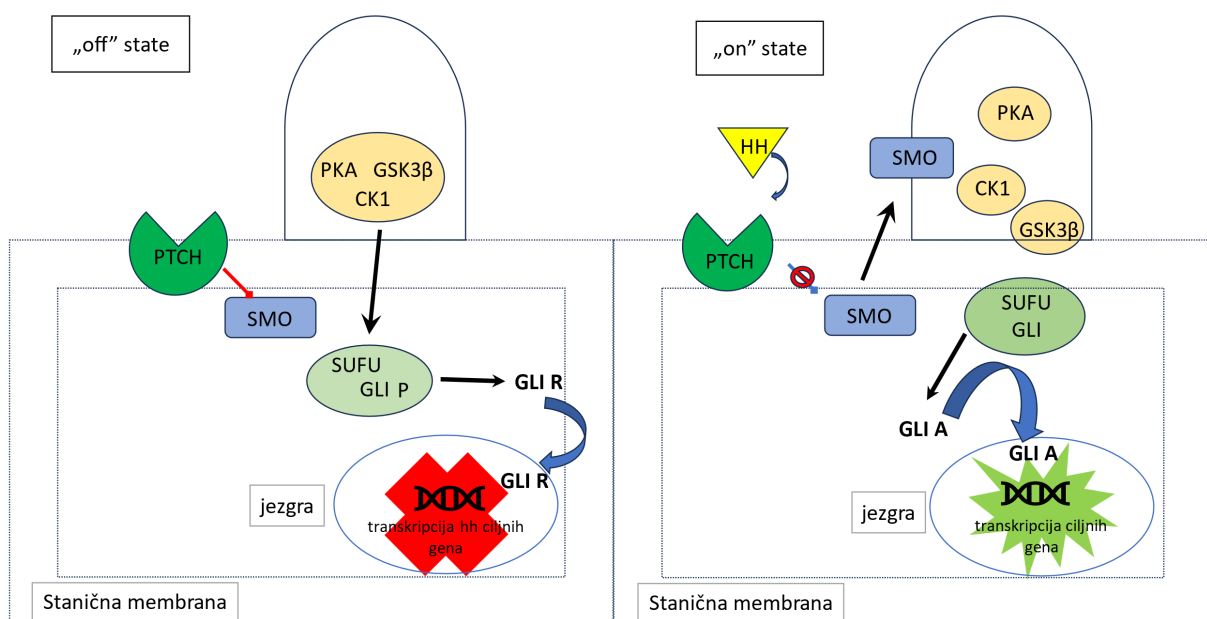 „off” state
PKA GSK3β
CK1
PTCH
SMO
SUFU
GLI P
GLI R
GLI R
jezgra
transkripcija hh ciljnih
gena
Stanična membrana
„on” state
HH
PKA
SMO
CK1
GSK3β
PTCH
SMO
SUFU
GLI
GLI A
GLI A
jezgra
transkripcija ciljnih
gena
Stanična membrana